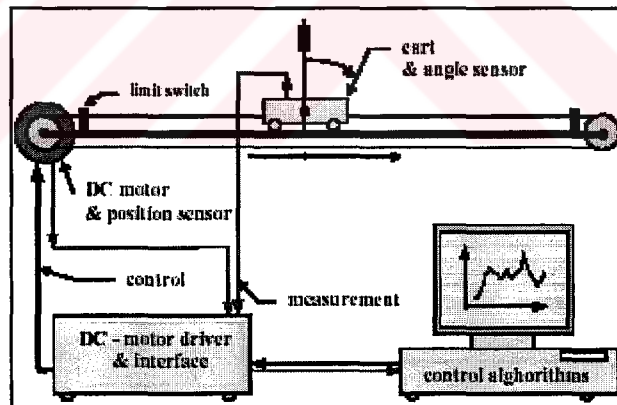 cart
& angle sensor
limit switch
DC motor
& position sensor
control
measurement
DC - motor driver
& interface
control alghorithms